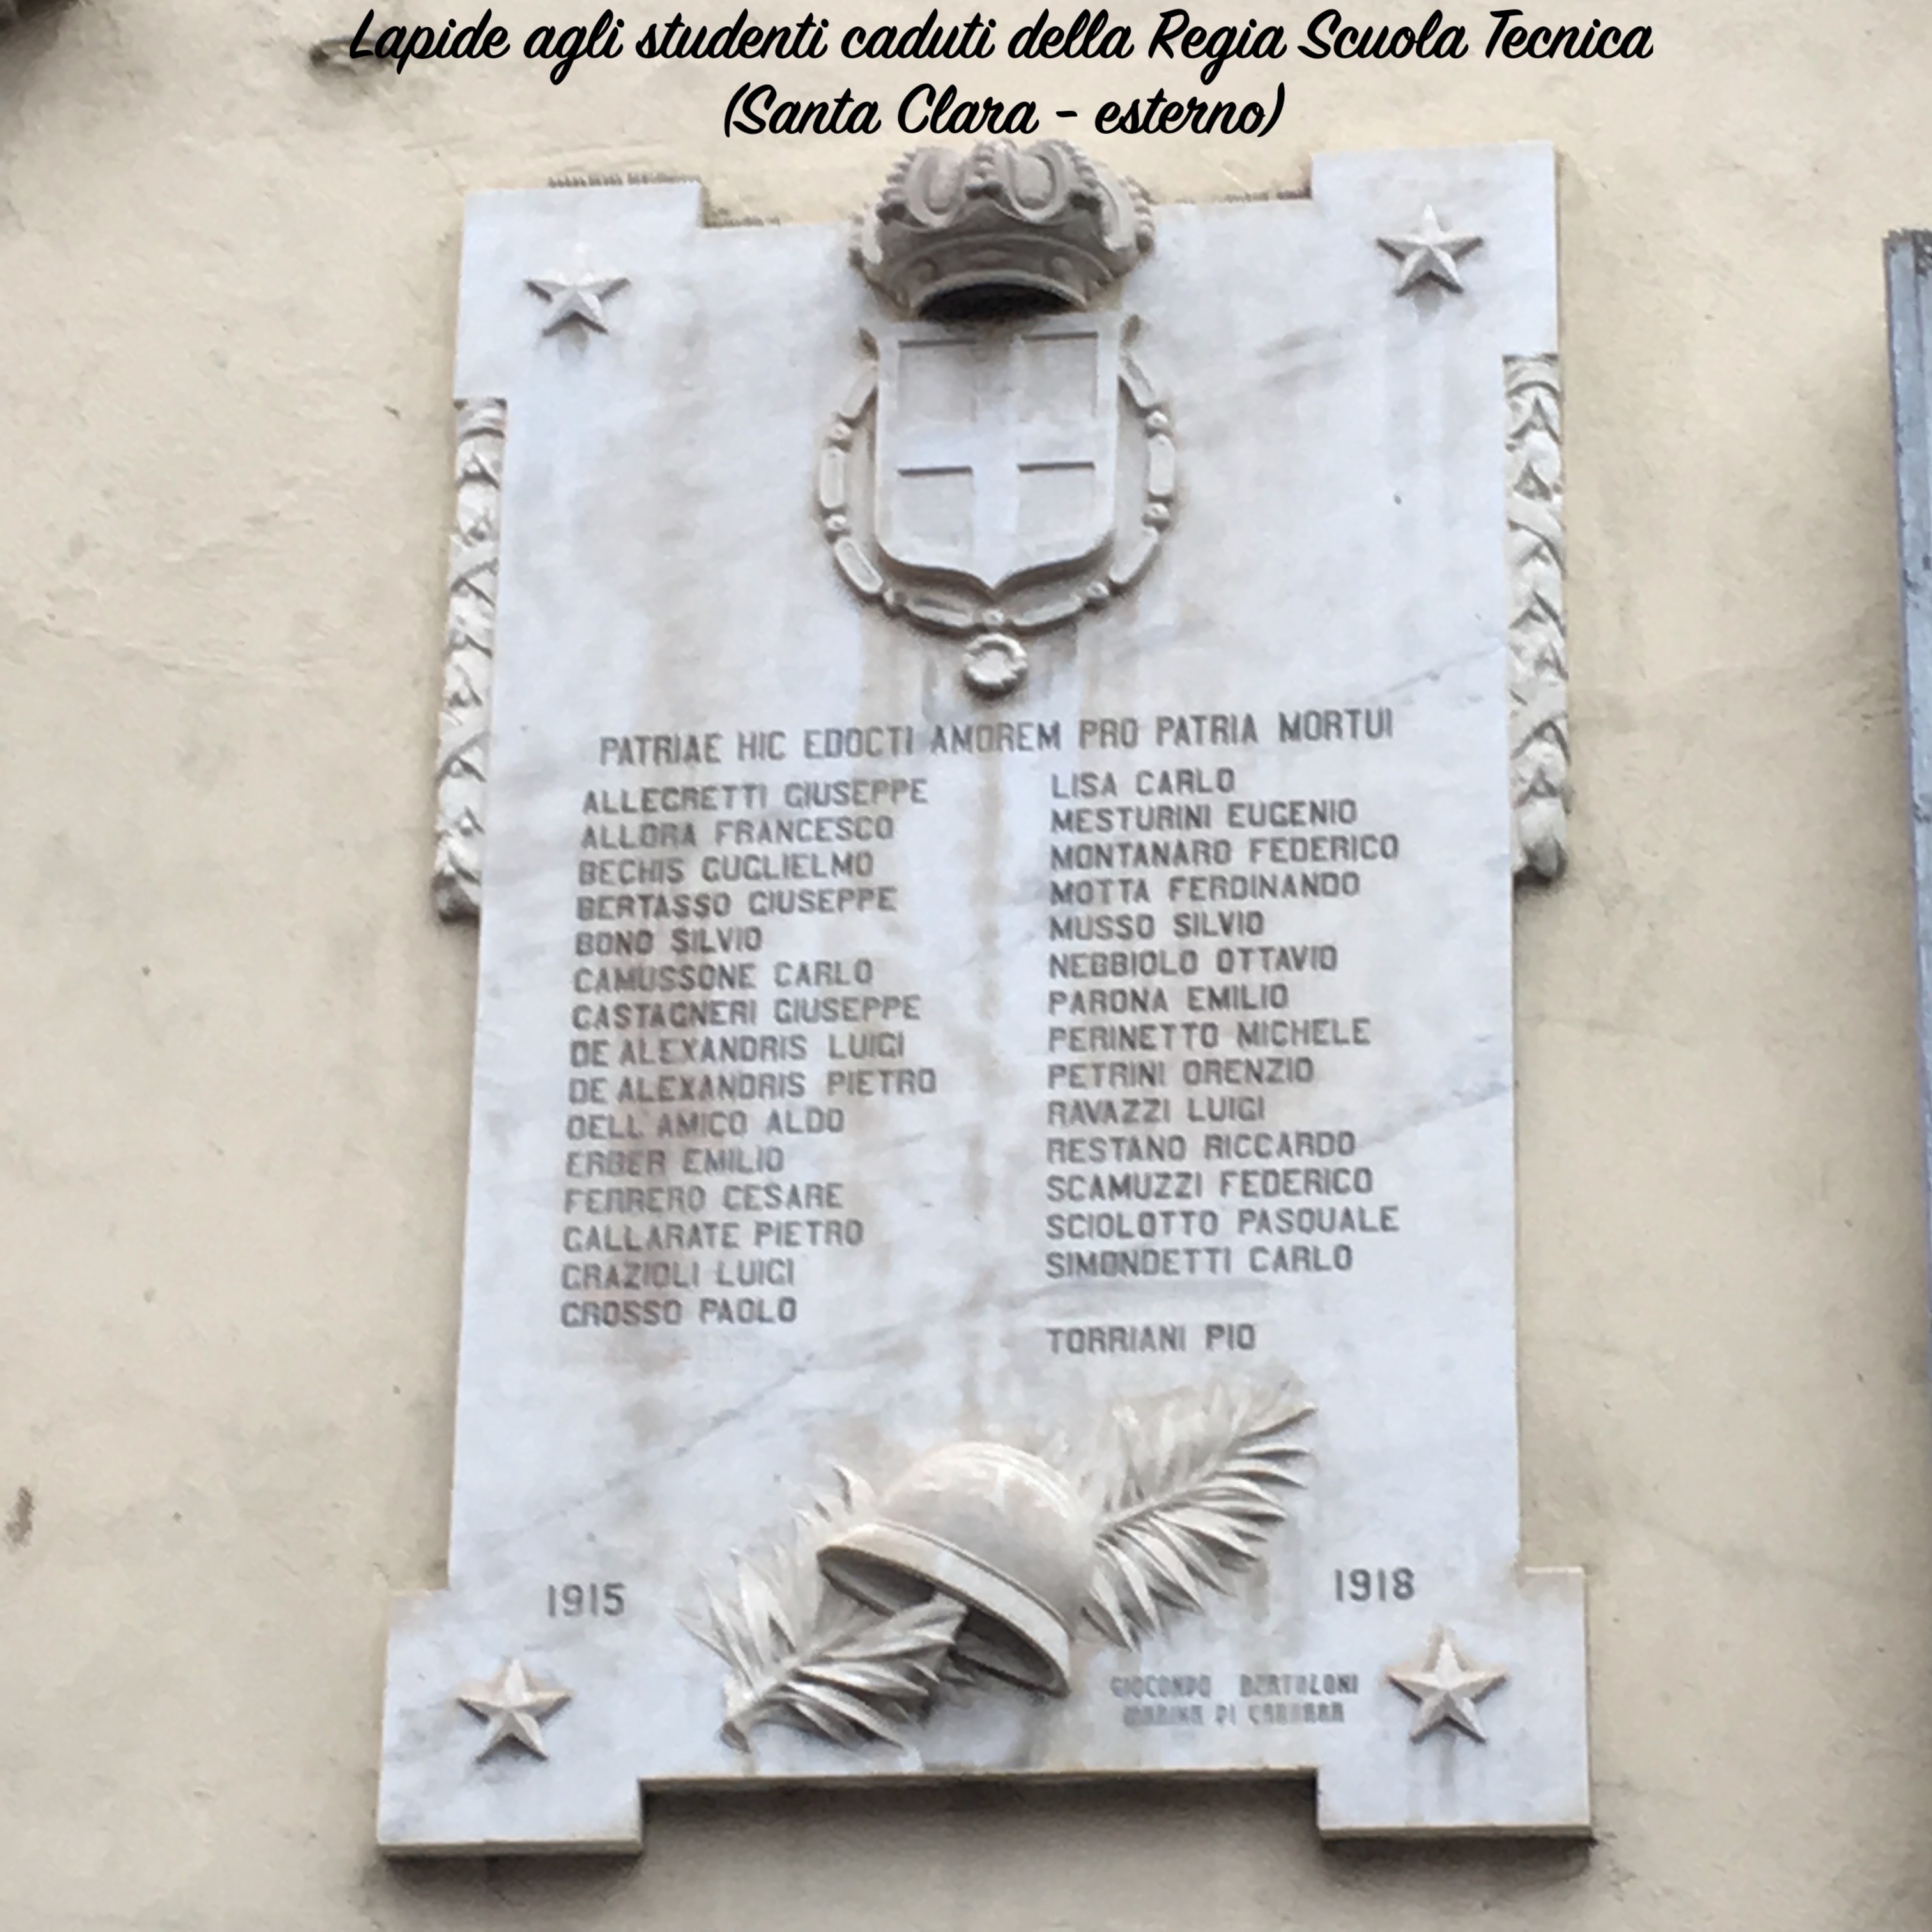 Lapide agli studenti caduti della Regia Scuola Tecnica
(Santa Clara - esterno)
PATRIAE HIC EDOCTI AMOREM PRO PATRIA MORTUI
ALLEGRETTI GIUSEPPE
ALLORA FRANCESCO
BECHIS GUGLIELMO
BERTASSO GIUSEPPE
BONO SILVIO
CAMUSSONE CARLO
CASTAGNERI GIUSEPPE
DE ALEXANDRIS LUIGI
DE ALEXANDRIS PIETRO
DELL'AMICO ALDO
ERBER EMILIO
FERRERO CESARE
GALLARATE PIETRO
GRAZIOLI LUIGI
GROSSO PAOLO
LISA CARLO
MESTURINI EUGENIO
MONTANARO FEDERICO
MOTTA FERDINANDO
MUSSO SILVIO
NEBBIOLO OTTAVIO
PARONA EMILIO
PERINETTO MICHELE
PETRINI ORENZIO
RAVAZZI LUIGI
RESTANO RICCARDO
SCAMUZZI FEDERICO
SCIOLOTTO PASQUALE
SIMONDETTI CARLO
TORRIANI PIO
1915
1918
GIOCONDO BERTOLONI
MARINA DI CARRARA